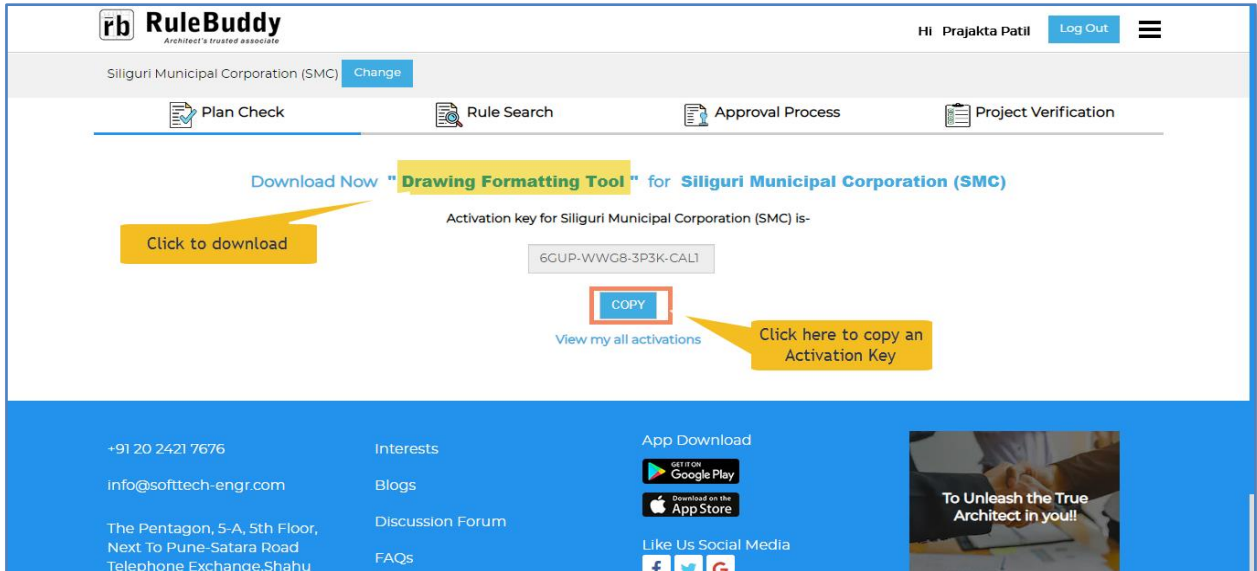 rb RuleBuddy
Architect's trusted associate
Hi Prajakta Patil Log Out
Siliguri Municipal Corporation (SMC) Change
Plan Check Rule Search Approval Process Project Verification
Download Now "Drawing Formatting Tool" for Siliguri Municipal Corporation (SMC)
Click to download
Activation key for Siliguri Municipal Corporation (SMC) is-
6GUP-WWG8-3P3K-CAL1
COPY
Click here to copy an
Activation Key
View my all activations
+91 20 2421 7676
info@softtech-engr.com
The Pentagon, 5-A, 5th Floor,
Next To Pune-Satara Road
Telephone Exchange,Shahu
Interests
Blogs
Discussion Forum
FAQs
App Download
GET IT ON
Google Play
Download on the
App Store
Like Us Social Media
f G
To Unleash the True
Architect in you!!